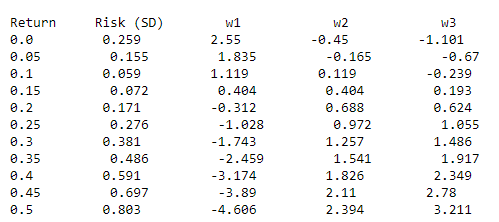 Return Risk (SD) w1 w2 w3
0.0 0.259 2.55 -0.45 -1.101
0.05 0.155 1.835 -0.165 -0.67
0.1 0.059 1.119 0.119 -0.239
0.15 0.072 0.404 0.404 0.193
0.2 0.171 -0.312 0.688 0.624
0.25 0.276 -1.028 0.972 1.055
0.3 0.381 -1.743 1.257 1.486
0.35 0.486 -2.459 1.541 1.917
0.4 0.591 -3.174 1.826 2.349
0.45 0.697 -3.89 2.11 2.78
0.5 0.803 -4.606 2.394 3.211